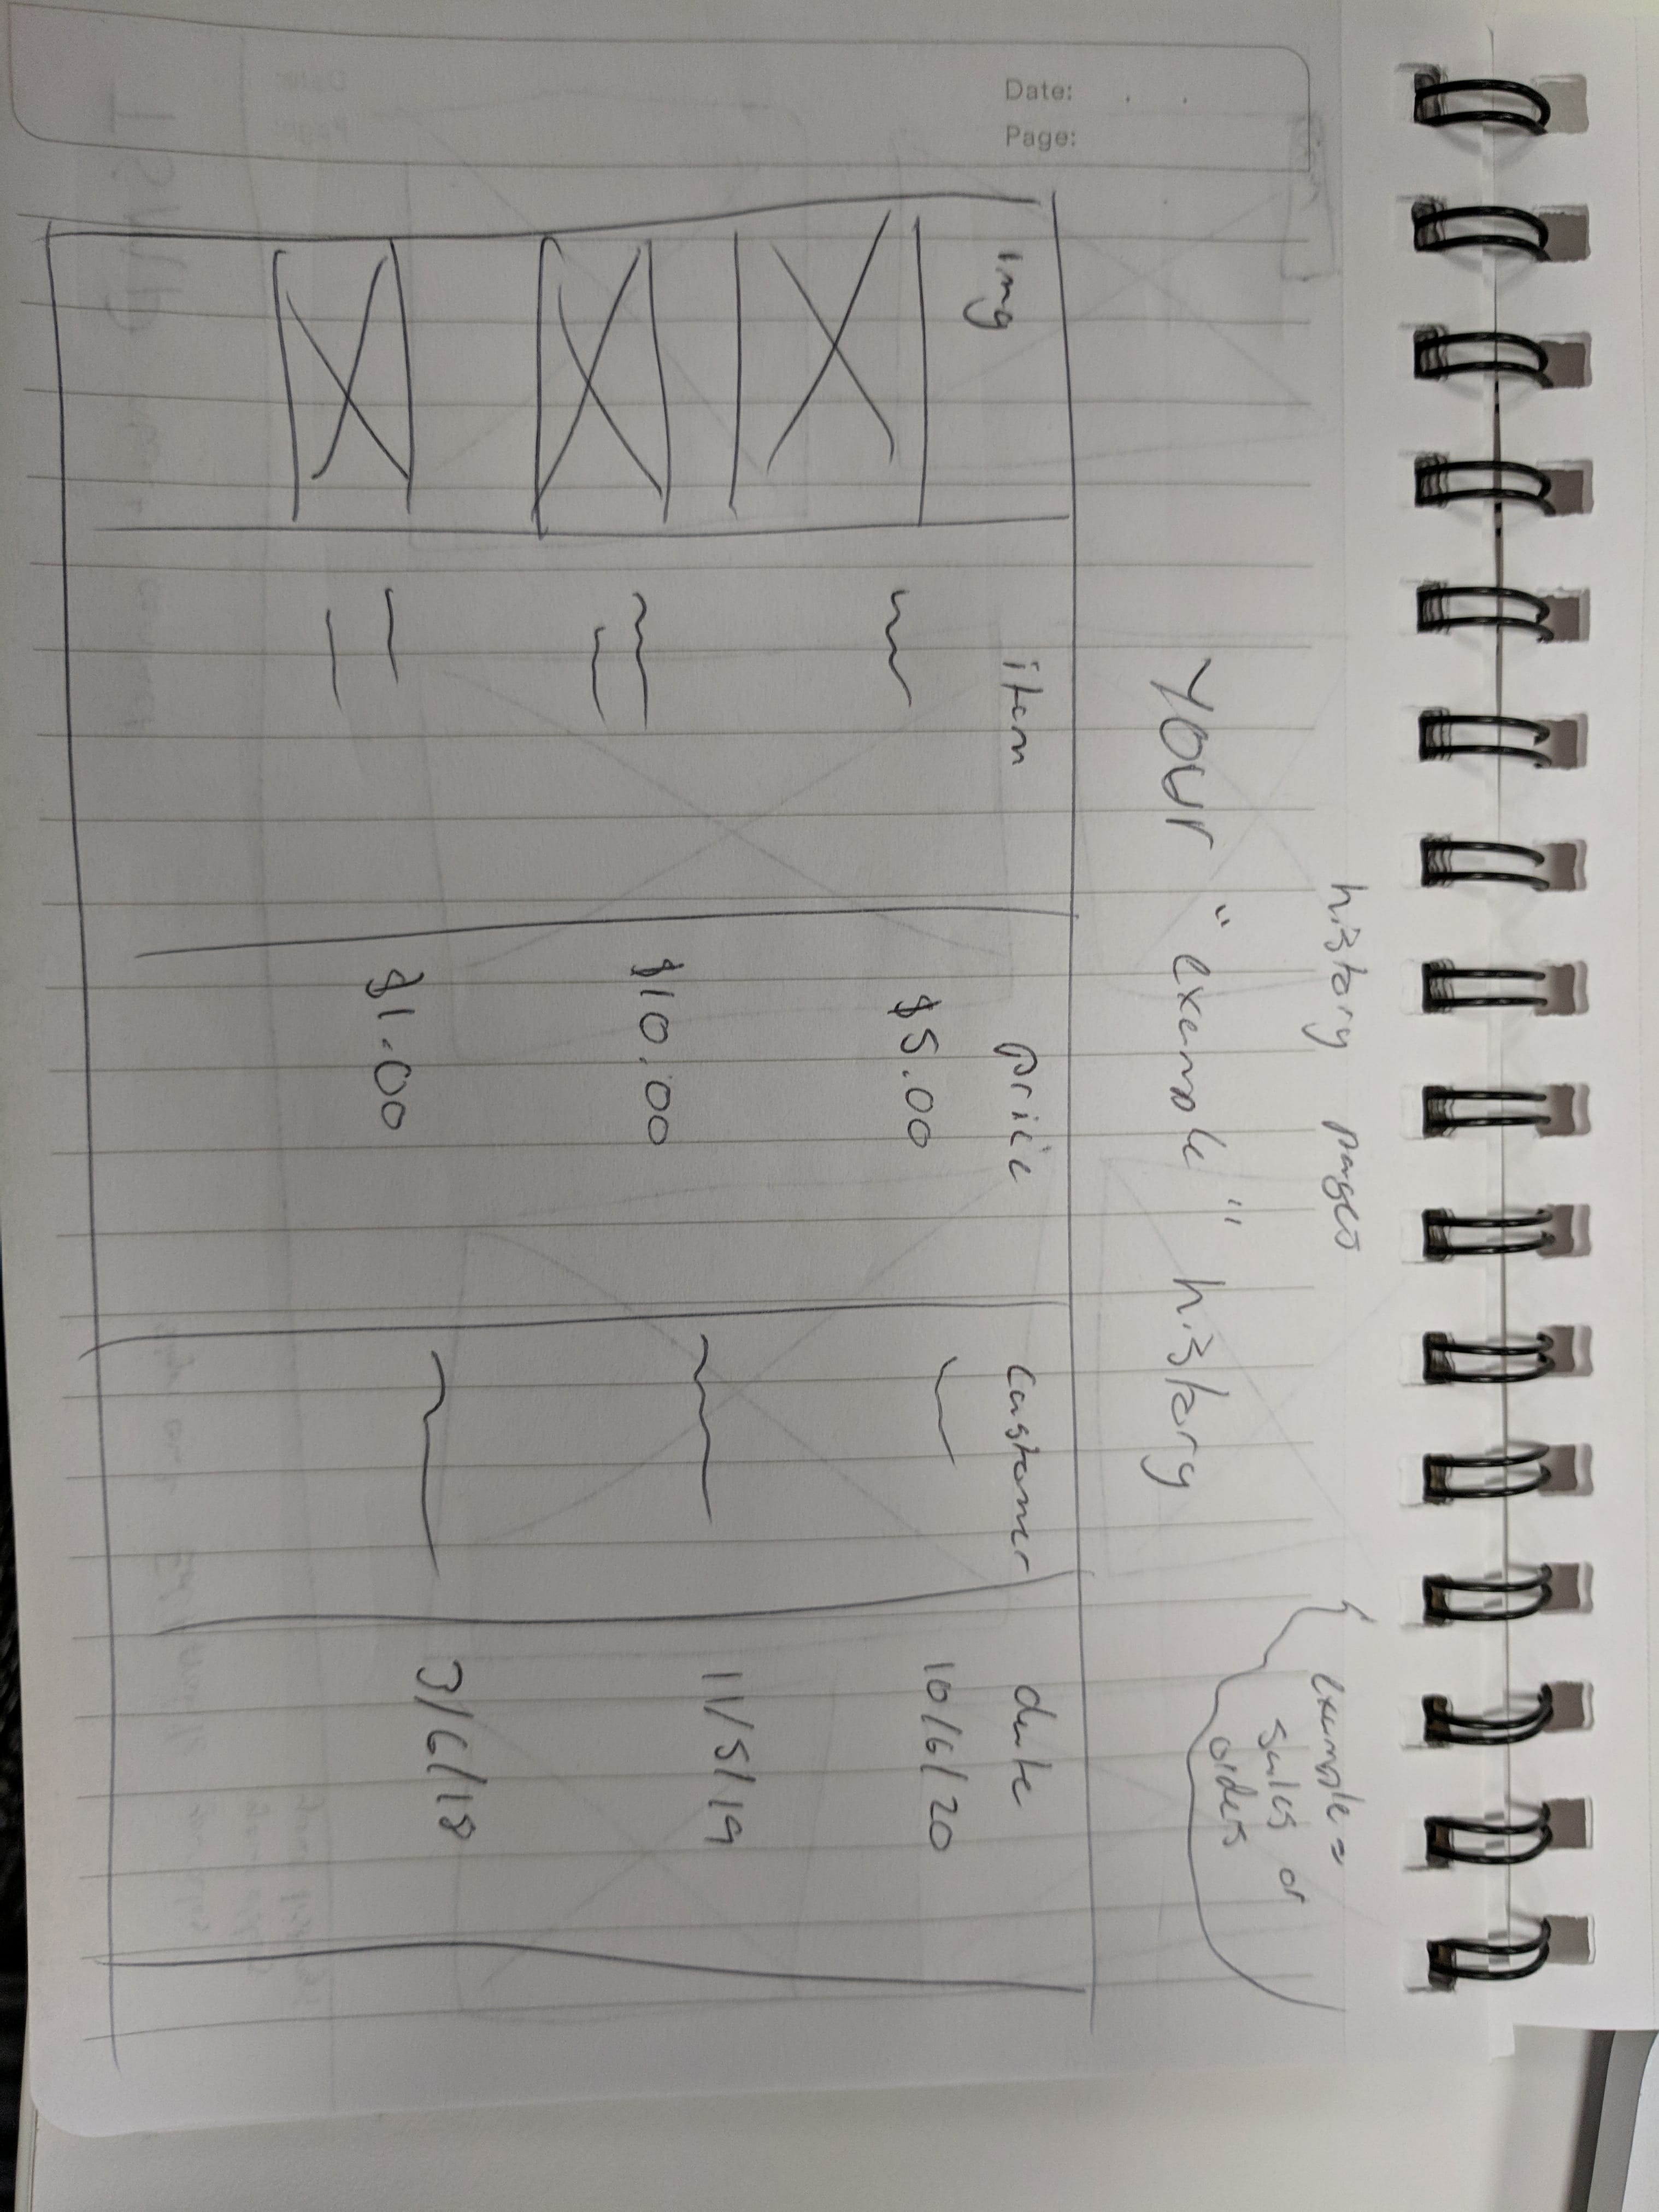 Date: . .
Page:
history pages
example =
sales or
orders
Your "example" history
img item price customer date
$5.00 10/6/20
$10.00 11/5/19
$1.00 3/6/18